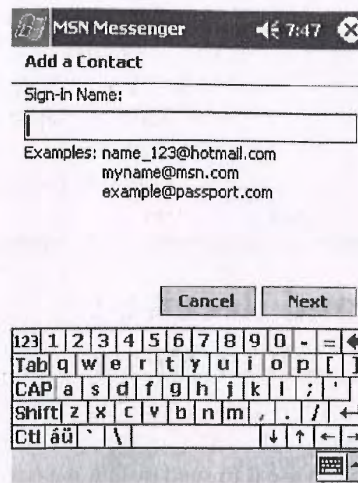 MSN Messenger 7:47
Add a Contact
Sign-in Name:
Examples: name_123@hotmail.com
myname@msn.com
example@passport.com
Cancel Next
123 1 2 3 4 5 6 7 8 9 0 - =
Tab q w e r t y u i o p [ ]
CAP a s d f g h j k l ; '
Shift z x c v b n m , . /
Ctl áü ` \